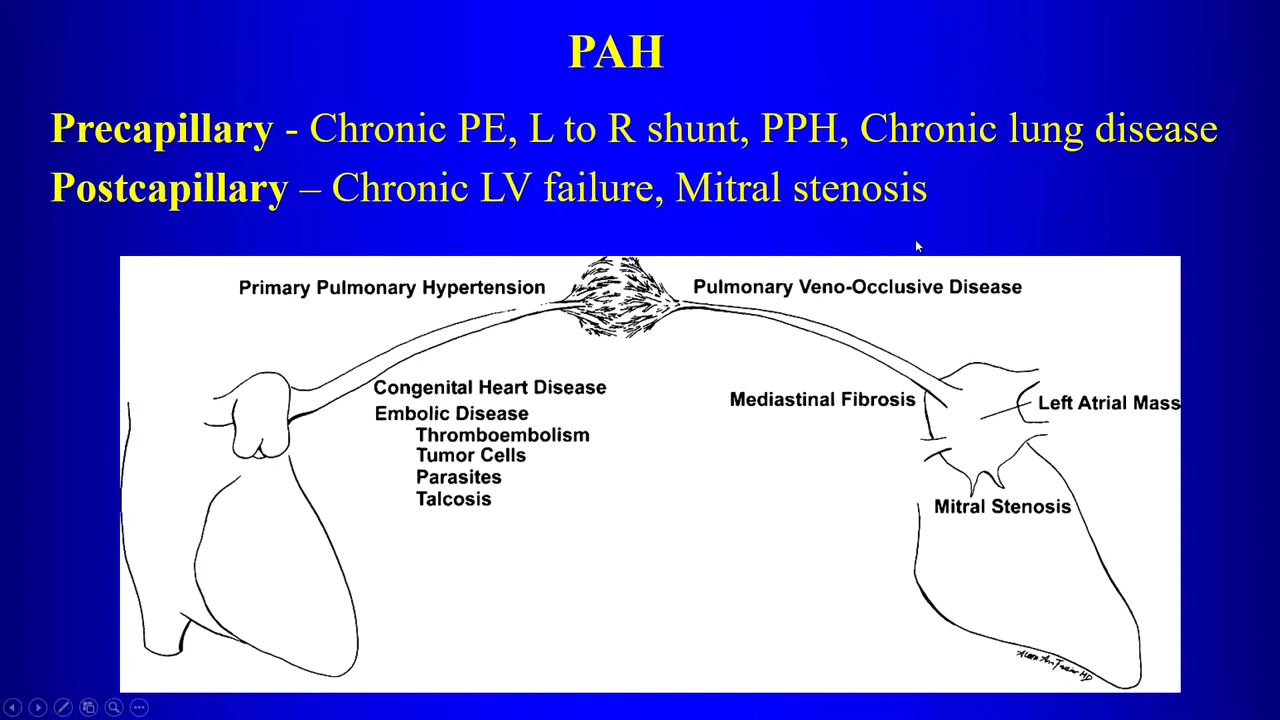 PAH
Precapillary - Chronic PE, L to R shunt, PPH, Chronic lung disease
Postcapillary – Chronic LV failure, Mitral stenosis
Primary Pulmonary Hypertension
Pulmonary Veno-Occlusive Disease
Congenital Heart Disease
Embolic Disease
Thromboembolism
Tumor Cells
Parasites
Talcosis
Mediastinal Fibrosis
Left Atrial Mass
Mitral Stenosis